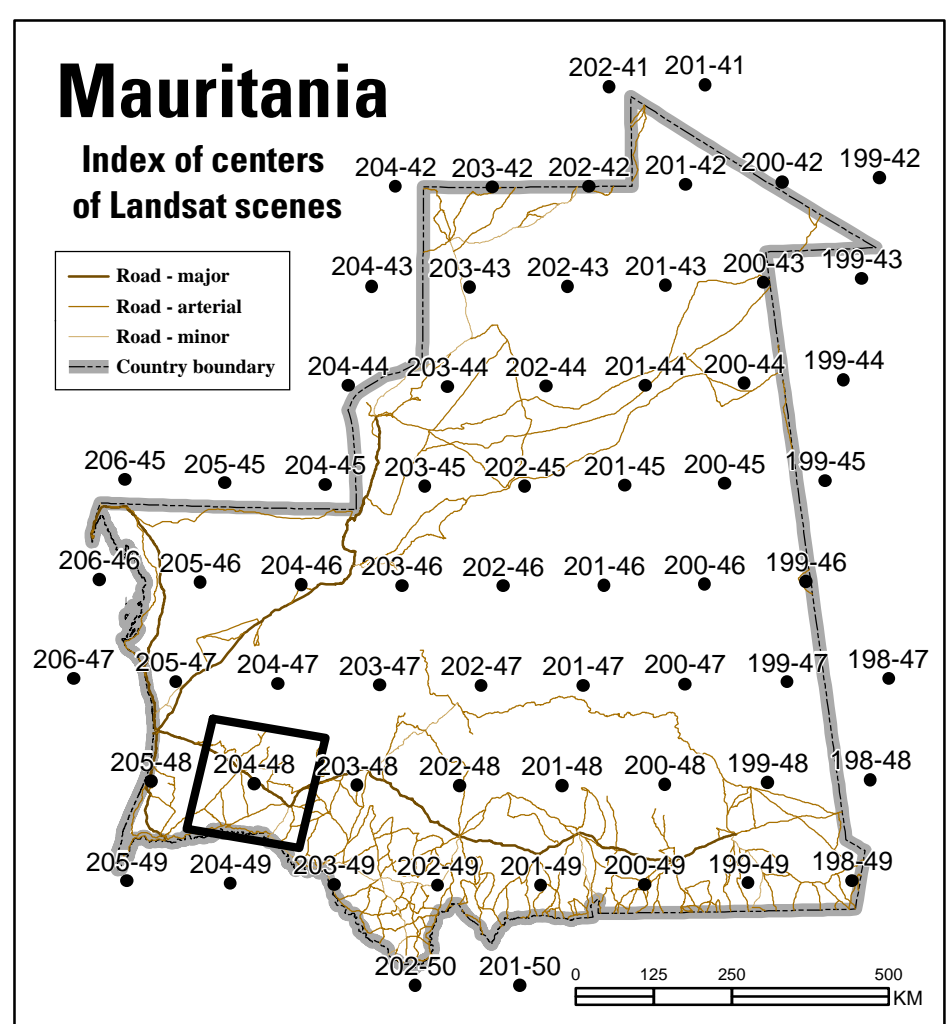 Mauritania
Index of centers
of Landsat scenes
Road - major
Road - arterial
Road - minor
Country boundary
202-41 201-41
204-42 203-42 202-42 201-42 200-42 199-42
204-43 203-43 202-43 201-43 200-43 199-43
204-44 203-44 202-44 201-44 200-44 199-44
206-45 205-45 204-45 203-45 202-45 201-45 200-45 199-45
206-46 205-46 204-46 203-46 202-46 201-46 200-46 199-46
206-47 205-47 204-47 203-47 202-47 201-47 200-47 199-47 198-47
205-48 204-48 203-48 202-48 201-48 200-48 199-48 198-48
205-49 204-49 203-49 202-49 201-49 200-49 199-49 198-49
202-50 201-50
0 125 250 500
KM